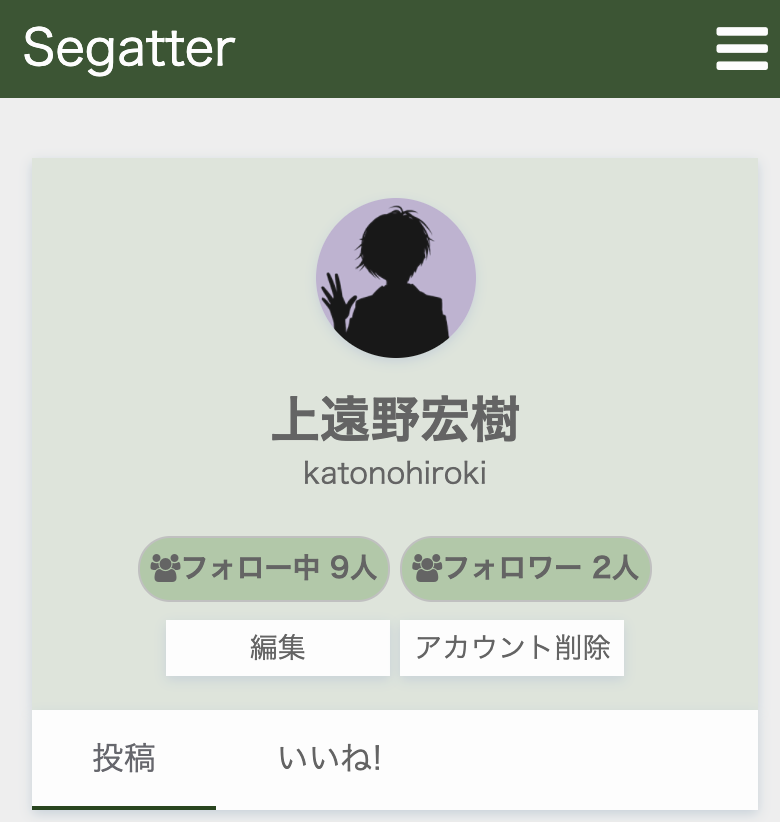 Segatter
上遠野宏樹
katonohiroki
フォロー中 9人 フォロワー 2人
編集 アカウント削除
投稿 いいね!